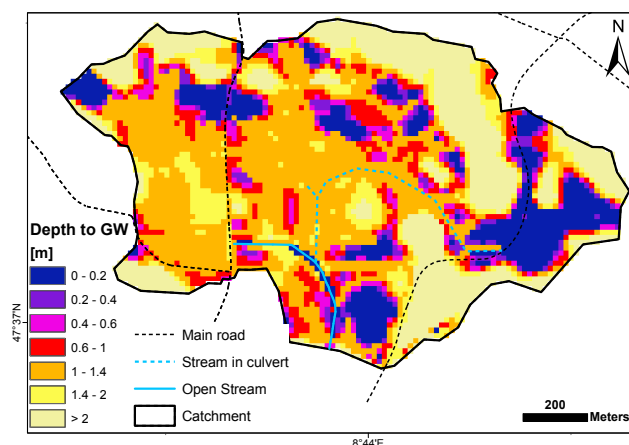 N
Depth to GW
[m]
0 - 0.2
0.2 - 0.4
0.4 - 0.6
0.6 - 1
1 - 1.4
1.4 - 2
> 2
Main road
Stream in culvert
Open Stream
Catchment
200
Meters
47°37'N
8°44'E